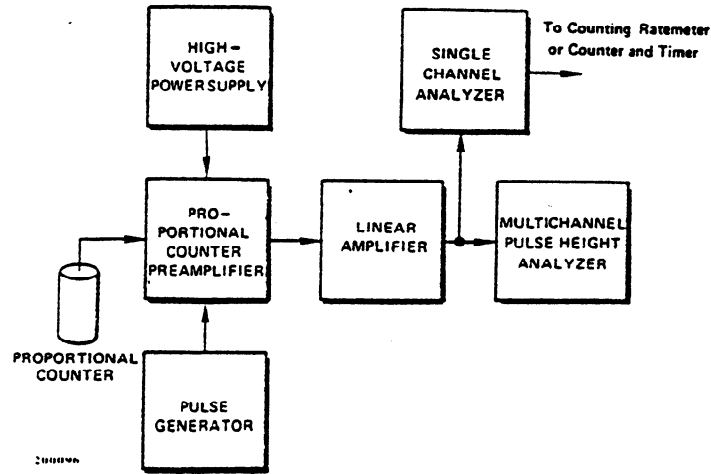 HIGH-
VOLTAGE
POWER SUPPLY
SINGLE
CHANNEL
ANALYZER
To Counting Ratemeter
or Counter and Timer
PRO-
PORTIONAL
COUNTER
PREAMPLIFIER
LINEAR
AMPLIFIER
MULTICHANNEL
PULSE HEIGHT
ANALYZER
PROPORTIONAL
COUNTER
PULSE
GENERATOR